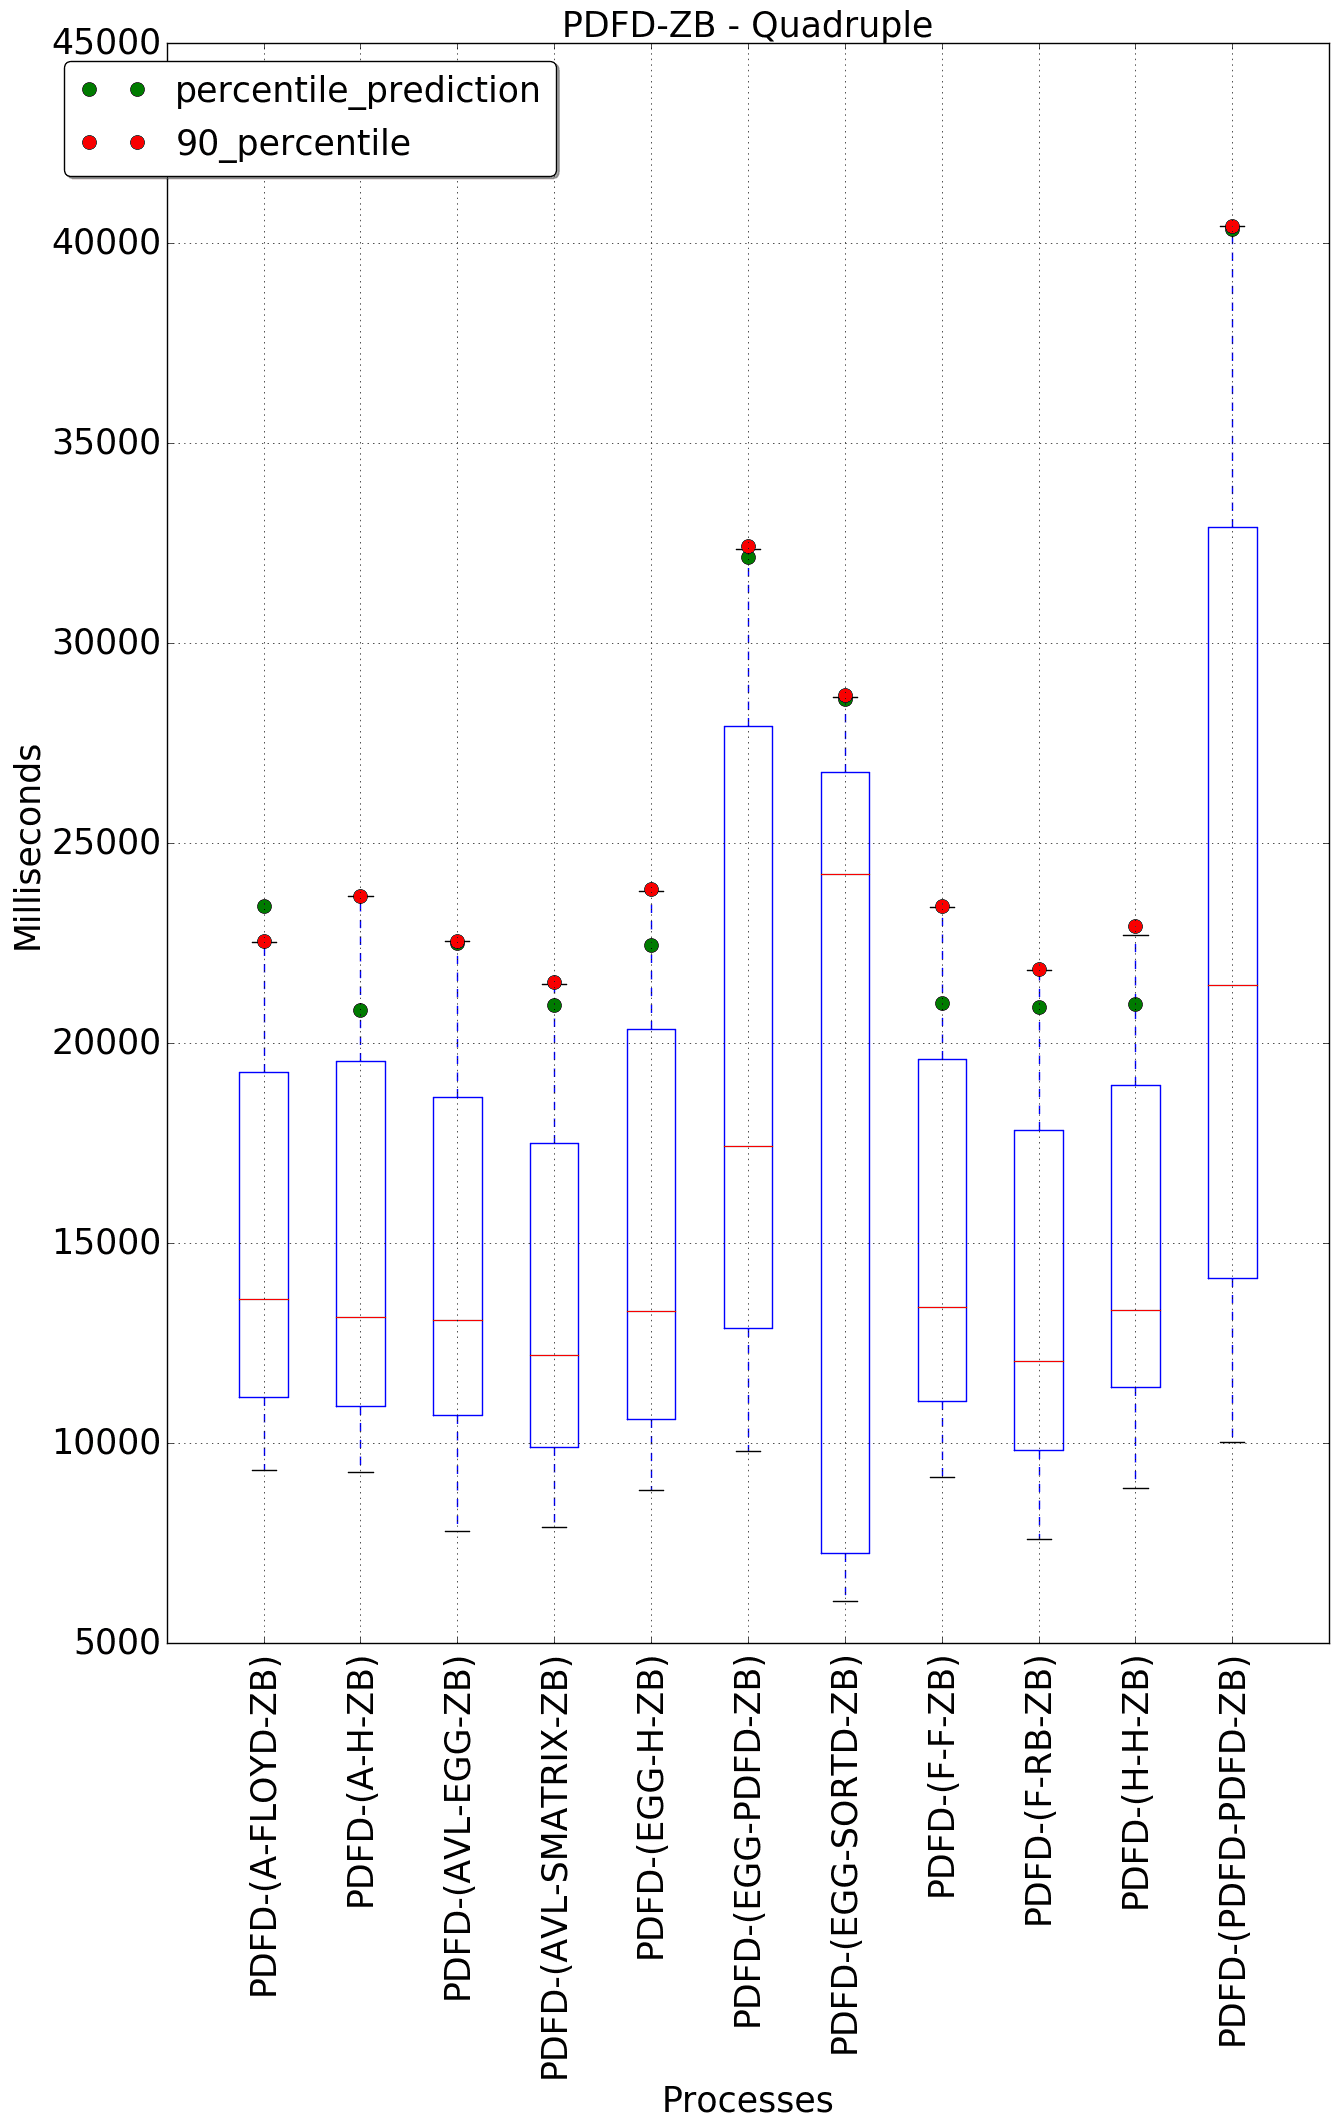 PDFD-ZB - Quadruple
percentile_prediction
90_percentile
45000
40000
35000
30000
25000
20000
15000
10000
5000
Milliseconds
PDFD-(A-FLOYD-ZB)
PDFD-(A-H-ZB)
PDFD-(AVL-EGG-ZB)
PDFD-(AVL-SMATRIX-ZB)
PDFD-(EGG-H-ZB)
PDFD-(EGG-PDFD-ZB)
PDFD-(EGG-SORTD-ZB)
PDFD-(F-F-ZB)
PDFD-(F-RB-ZB)
PDFD-(H-H-ZB)
PDFD-(PDFD-PDFD-ZB)
Processes